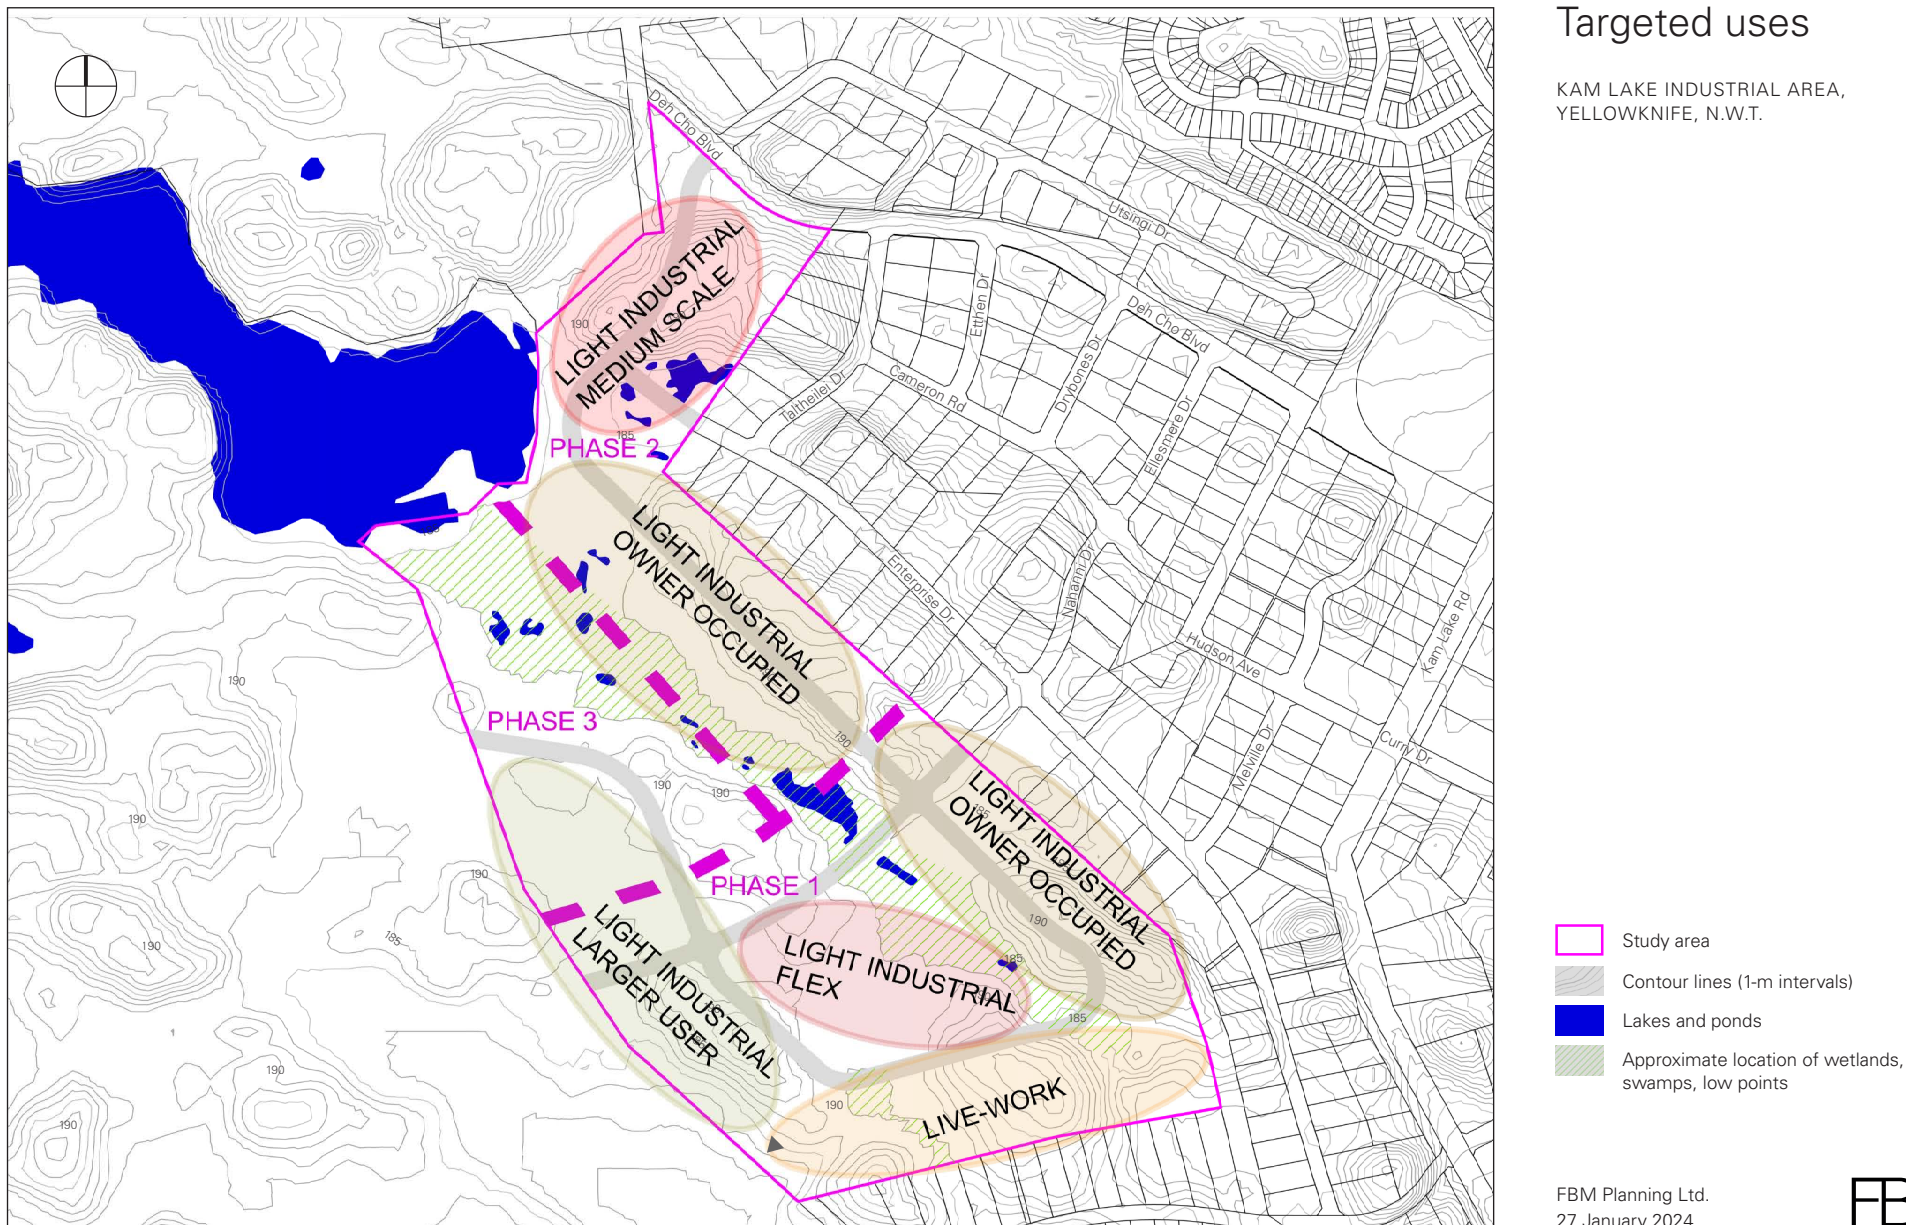 Targeted uses
KAM LAKE INDUSTRIAL AREA,
YELLOWKNIFE, N.W.T.
Deh Cho Blvd
Utsingi Dr
LIGHT INDUSTRIAL
MEDIUM SCALE
190
185
PHASE 2
Etthen Dr
Deh Cho Blvd
Drybones Dr
Cameron Rd
Taltheilei Dr
Ellesmere Dr
LIGHT INDUSTRIAL
OWNER OCCUPIED
Enterprise Dr
Nahanni Dr
Hudson Ave
Kam Lake Rd
Curry Dr
Melville Dr
190
PHASE 3
190
190
190
190
190
185
190
190
190
PHASE 1
LIGHT INDUSTRIAL
OWNER OCCUPIED
185
190
LIGHT INDUSTRIAL
LARGER USER
LIGHT INDUSTRIAL
FLEX
185
185
190
LIVE-WORK
Study area
Contour lines (1-m intervals)
Lakes and ponds
Approximate location of wetlands,
swamps, low points
FBM Planning Ltd.
27 January 2024